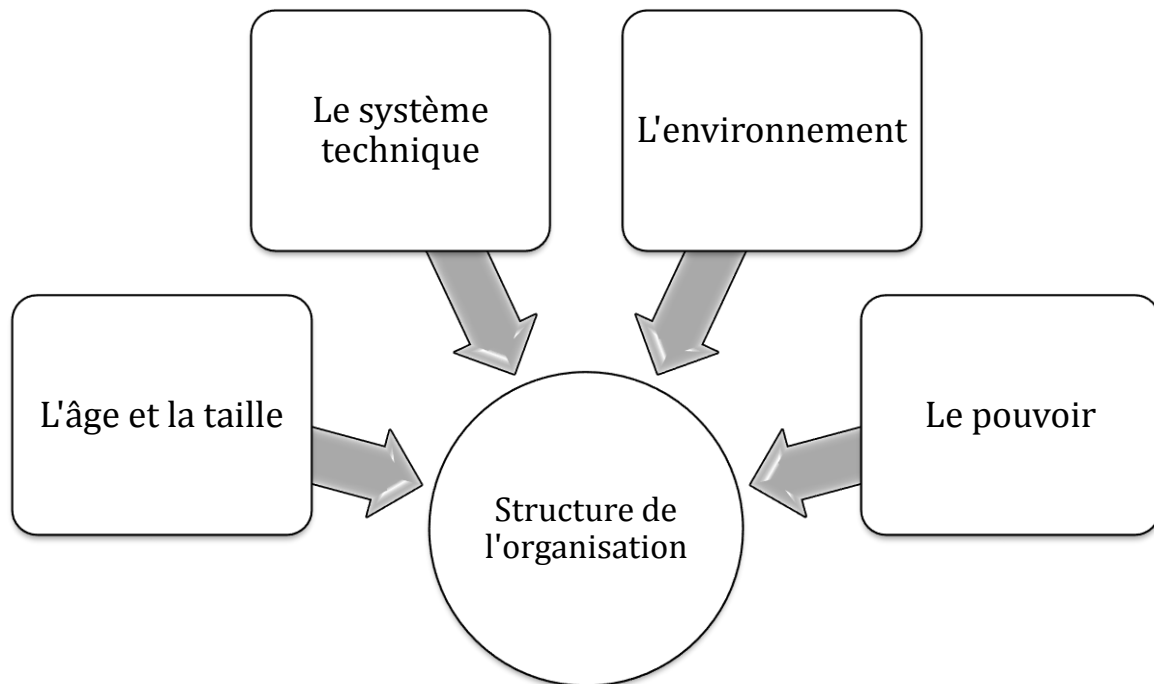 Le système
technique
L'environnement
L'âge et la taille
Le pouvoir
Structure de
l'organisation